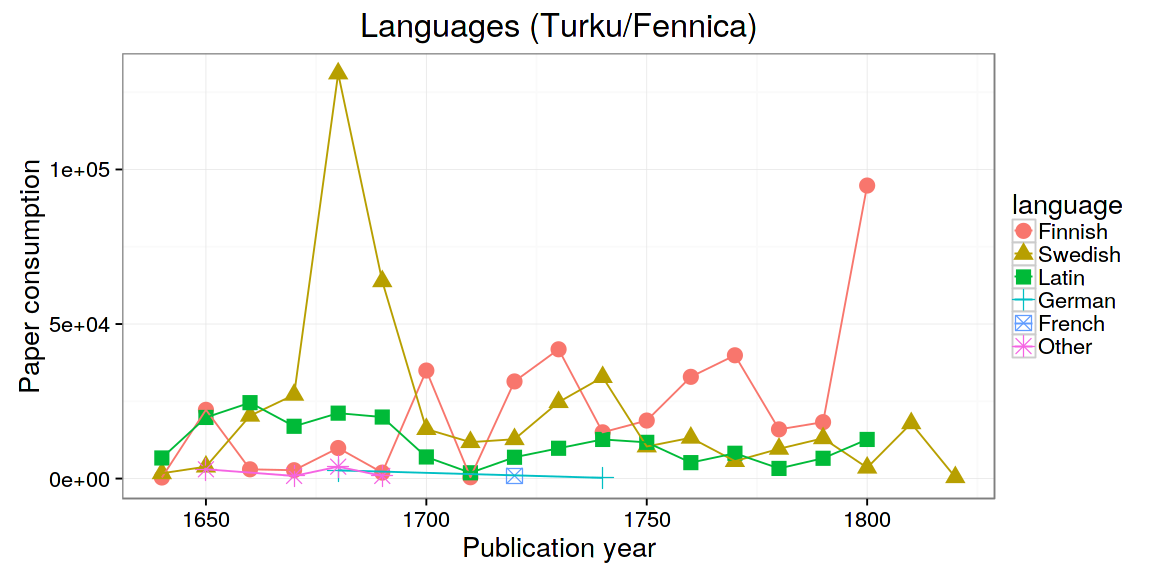 Languages (Turku/Fennica)
Paper consumption
1e+05
5e+04
0e+00
1650 1700 1750 1800
Publication year
language
Finnish
Swedish
Latin
German
French
Other